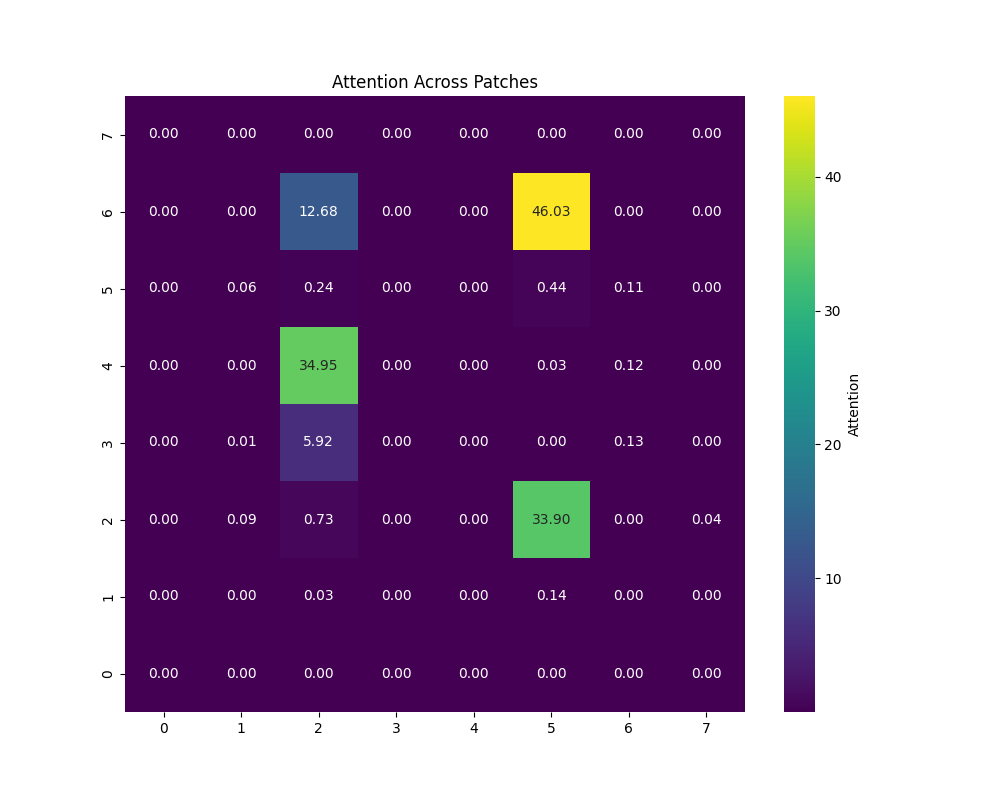 Attention Across Patches
7 0.00 0.00 0.00 0.00 0.00 0.00 0.00 0.00
6 0.00 0.00 12.68 0.00 0.00 46.03 0.00 0.00
5 0.00 0.06 0.24 0.00 0.00 0.44 0.11 0.00
4 0.00 0.00 34.95 0.00 0.00 0.03 0.12 0.00
3 0.00 0.01 5.92 0.00 0.00 0.00 0.13 0.00
2 0.00 0.09 0.73 0.00 0.00 33.90 0.00 0.04
1 0.00 0.00 0.03 0.00 0.00 0.14 0.00 0.00
0 0.00 0.00 0.00 0.00 0.00 0.00 0.00 0.00
0 1 2 3 4 5 6 7
40
30
20
10
Attention